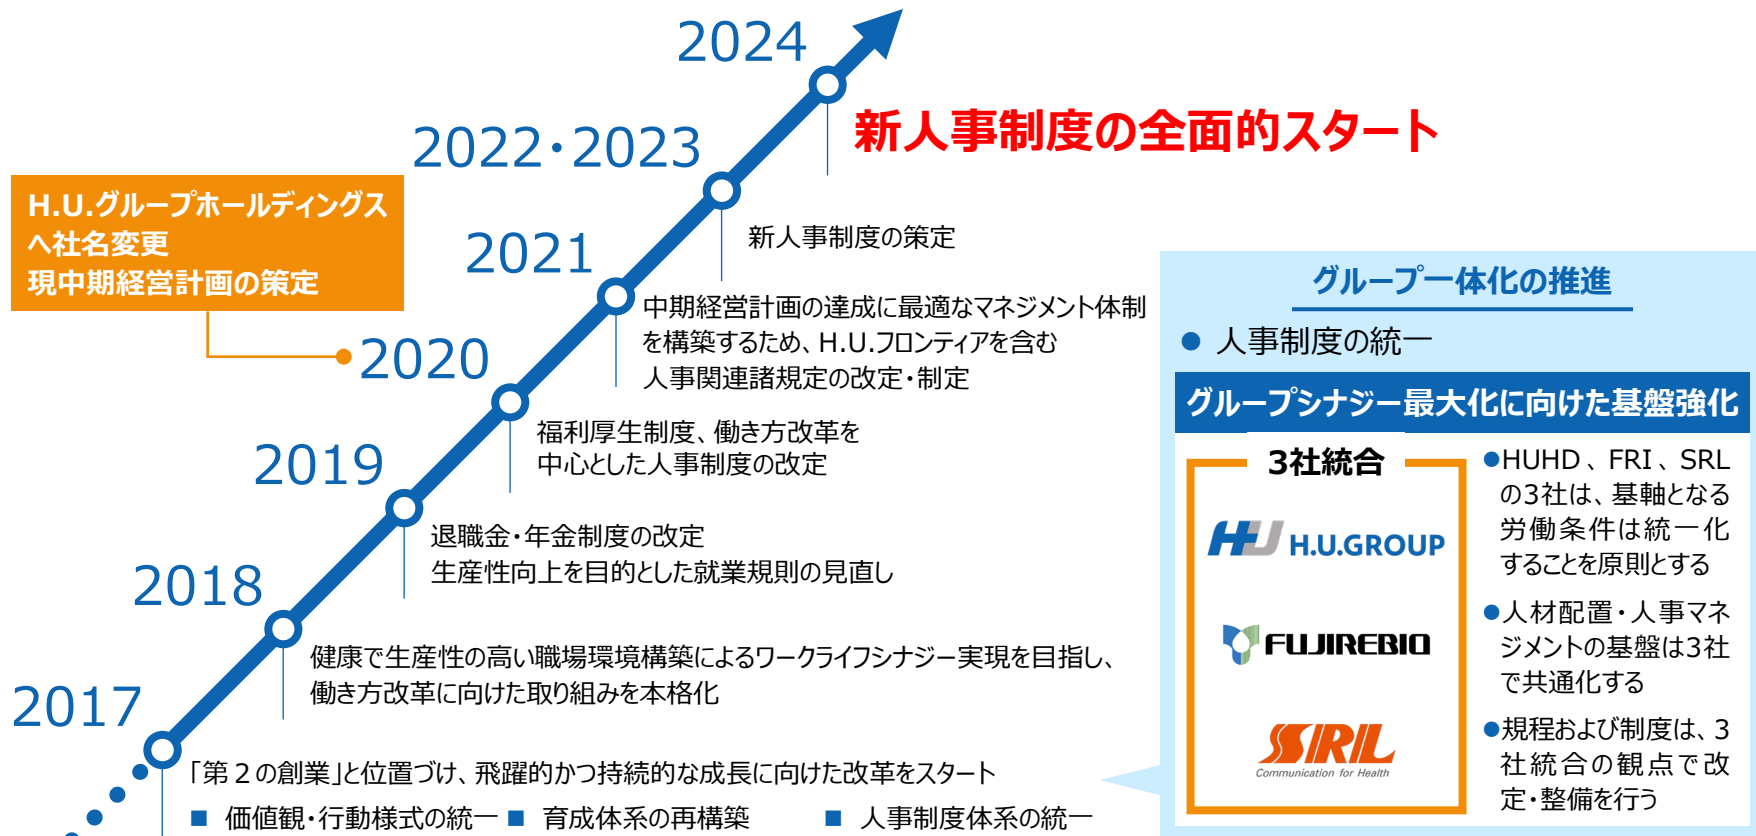 2024
新人事制度の全面的スタート
2022・2023
新人事制度の策定
H.U.グループホールディングス
へ社名変更
現中期経営計画の策定
2021
中期経営計画の達成に最適なマネジメント体制
を構築するため、H.U.フロンティアを含む
人事関連諸規定の改定・制定
2020
福利厚生制度、働き方改革を
中心とした人事制度の改定
2019
退職金・年金制度の改定
生産性向上を目的とした就業規則の見直し
2018
健康で生産性の高い職場環境構築によるワークライフシナジー実現を目指し、
働き方改革に向けた取り組みを本格化
2017
「第２の創業」と位置づけ、飛躍的かつ持続的な成長に向けた改革をスタート
■ 価値観・行動様式の統一 ■ 育成体系の再構築 ■ 人事制度体系の統一
グループ一体化の推進
● 人事制度の統一
グループシナジー最大化に向けた基盤強化
3社統合
HU H.U.GROUP
FUJIREBIO
SRL
Communication for Health
●HUHD、FRI、SRL
の3社は、基軸となる
労働条件は統一化
することを原則とする
●人材配置・人事マネ
ジメントの基盤は3社
で共通化する
●規程および制度は、3
社統合の観点で改
定・整備を行う